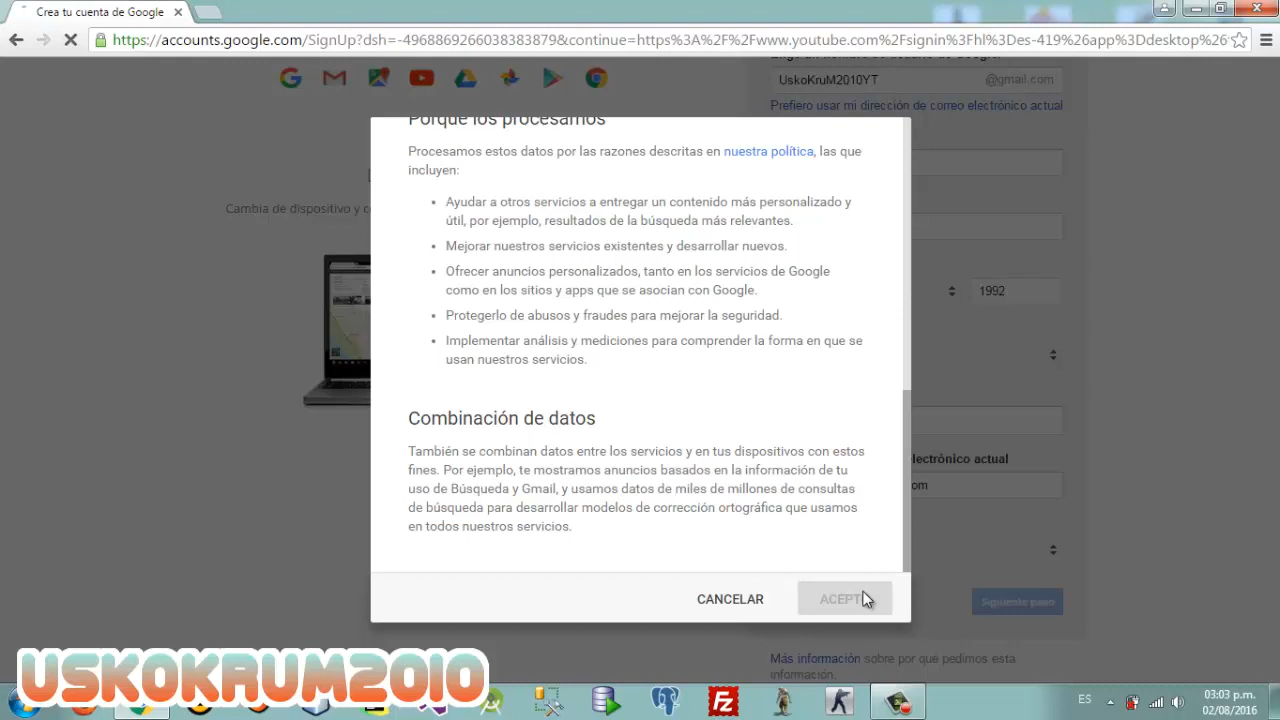 Crea tu cuenta de Google
https://accounts.google.com/SignUp?dsh=-4968869266038383879&continue=https%3A%2F%2Fwww.youtube.com%2Fsignin%3Fhl%3Des-419%26app%3Ddesktop%26
UskoKruM2010YT @gmail.com
Prefiero usar mi dirección de correo electrónico actual
Porqué los procesamos
Procesamos estos datos por las razones descritas en nuestra política, las que
incluyen:
Cambia de dispositivo y c
• Ayudar a otros servicios a entregar un contenido más personalizado y
útil, por ejemplo, resultados de la búsqueda más relevantes.
• Mejorar nuestros servicios existentes y desarrollar nuevos.
• Ofrecer anuncios personalizados, tanto en los servicios de Google
como en los sitios y apps que se asocian con Google.
• Protegerlo de abusos y fraudes para mejorar la seguridad.
• Implementar análisis y mediciones para comprender la forma en que se
usan nuestros servicios.
1992
Combinación de datos
También se combinan datos entre los servicios y en tus dispositivos con estos
fines. Por ejemplo, te mostramos anuncios basados en la información de tu
uso de Búsqueda y Gmail, y usamos datos de miles de millones de consultas
de búsqueda para desarrollar modelos de corrección ortográfica que usamos
en todos nuestros servicios.
electrónico actual
om
CANCELAR ACEPT
Siguiente paso
Más información sobre por qué pedimos esta
información.
USKOKRUM2010
ES
03:03 p.m.
02/08/2016